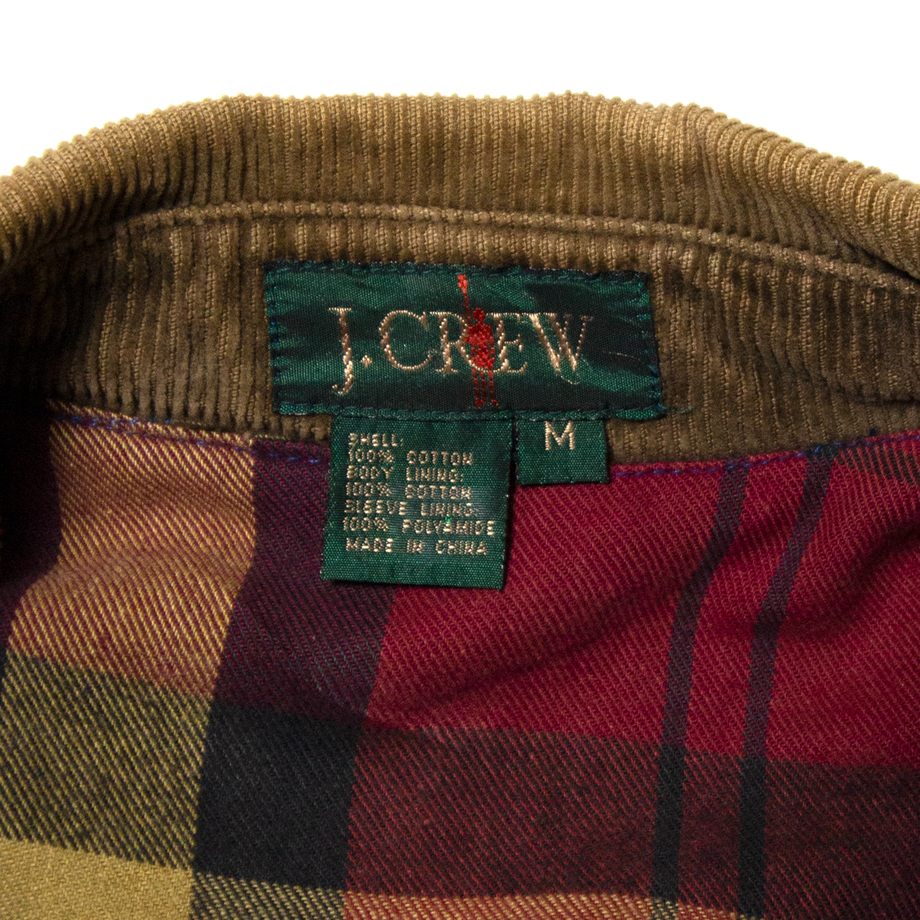 J.CREW
M
SHELL:
100% COTTON
BODY LINING:
100% COTTON
SLEEVE LINING:
100% POLYAMIDE
MADE IN CHINA